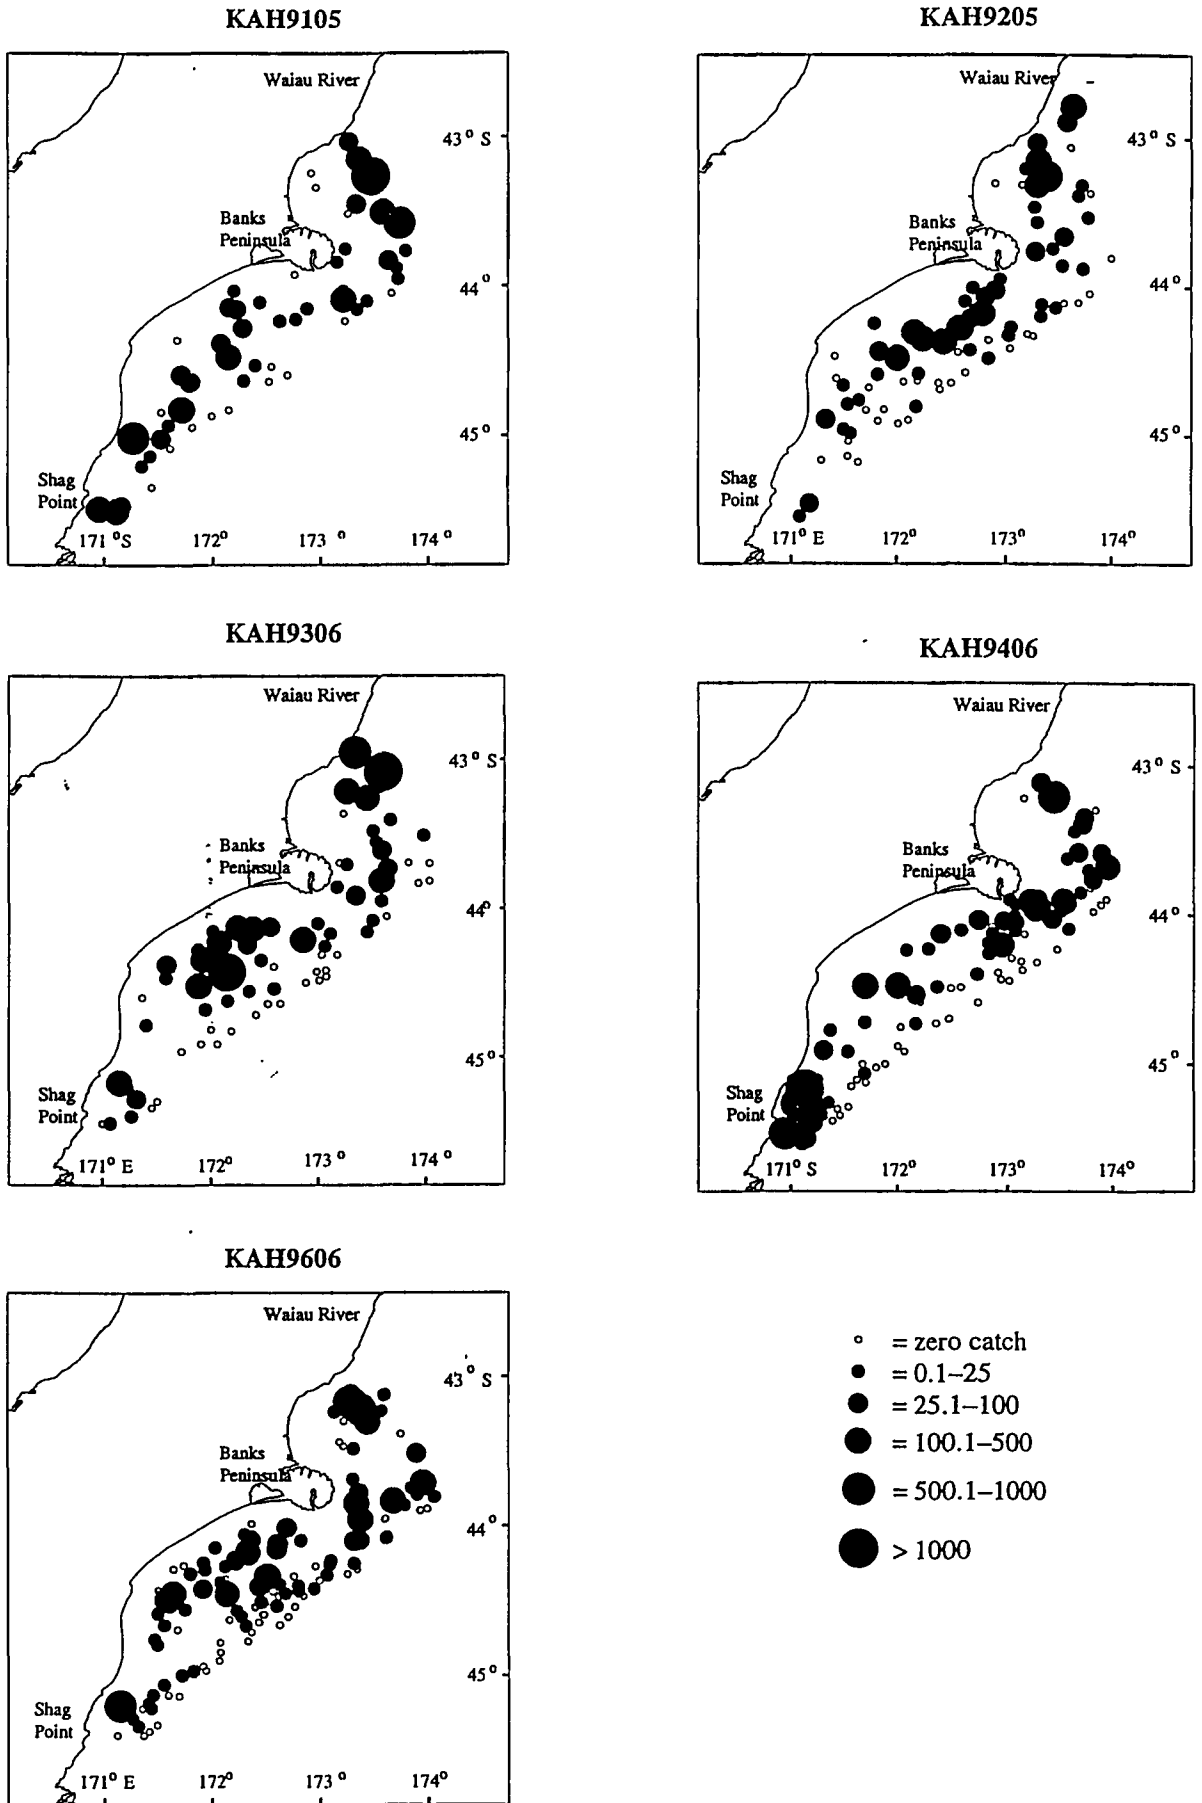 KAH9105
Waiau River
43° S
Banks
Peninsula
44°
45°
Shag
Point
171° S
172°
173°
174°
KAH9205
Waiau River
43° S
Banks
Peninsula
44°
45°
Shag
Point
171° E
172°
173°
174°
KAH9306
Waiau River
43° S
Banks
Peninsula
44°
45°
Shag
Point
171° E
172°
173°
174°
KAH9406
Waiau River
43° S
Banks
Peninsula
44°
45°
Shag
Point
171° S
172°
173°
174°
KAH9606
Waiau River
43° S
Banks
Peninsula
44°
45°
Shag
Point
171° E
172°
173°
174°
= zero catch
= 0.1–25
= 25.1–100
= 100.1–500
= 500.1–1000
> 1000